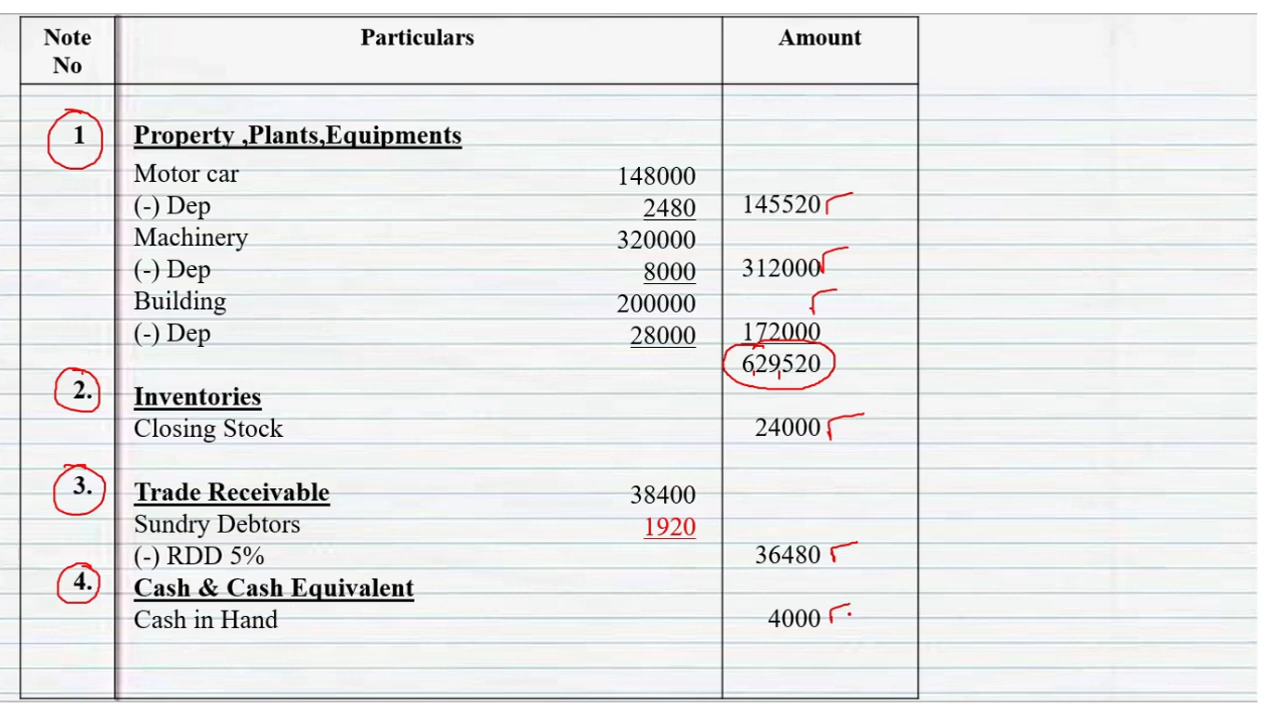 Note No Particulars Amount
1 Property ,Plants,Equipments
Motor car 148000
(-) Dep 2480 145520
Machinery 320000
(-) Dep 8000 312000
Building 200000
(-) Dep 28000 172000
629520
2. Inventories
Closing Stock 24000
3. Trade Receivable 38400
Sundry Debtors 1920
(-) RDD 5% 36480
4. Cash & Cash Equivalent
Cash in Hand 4000